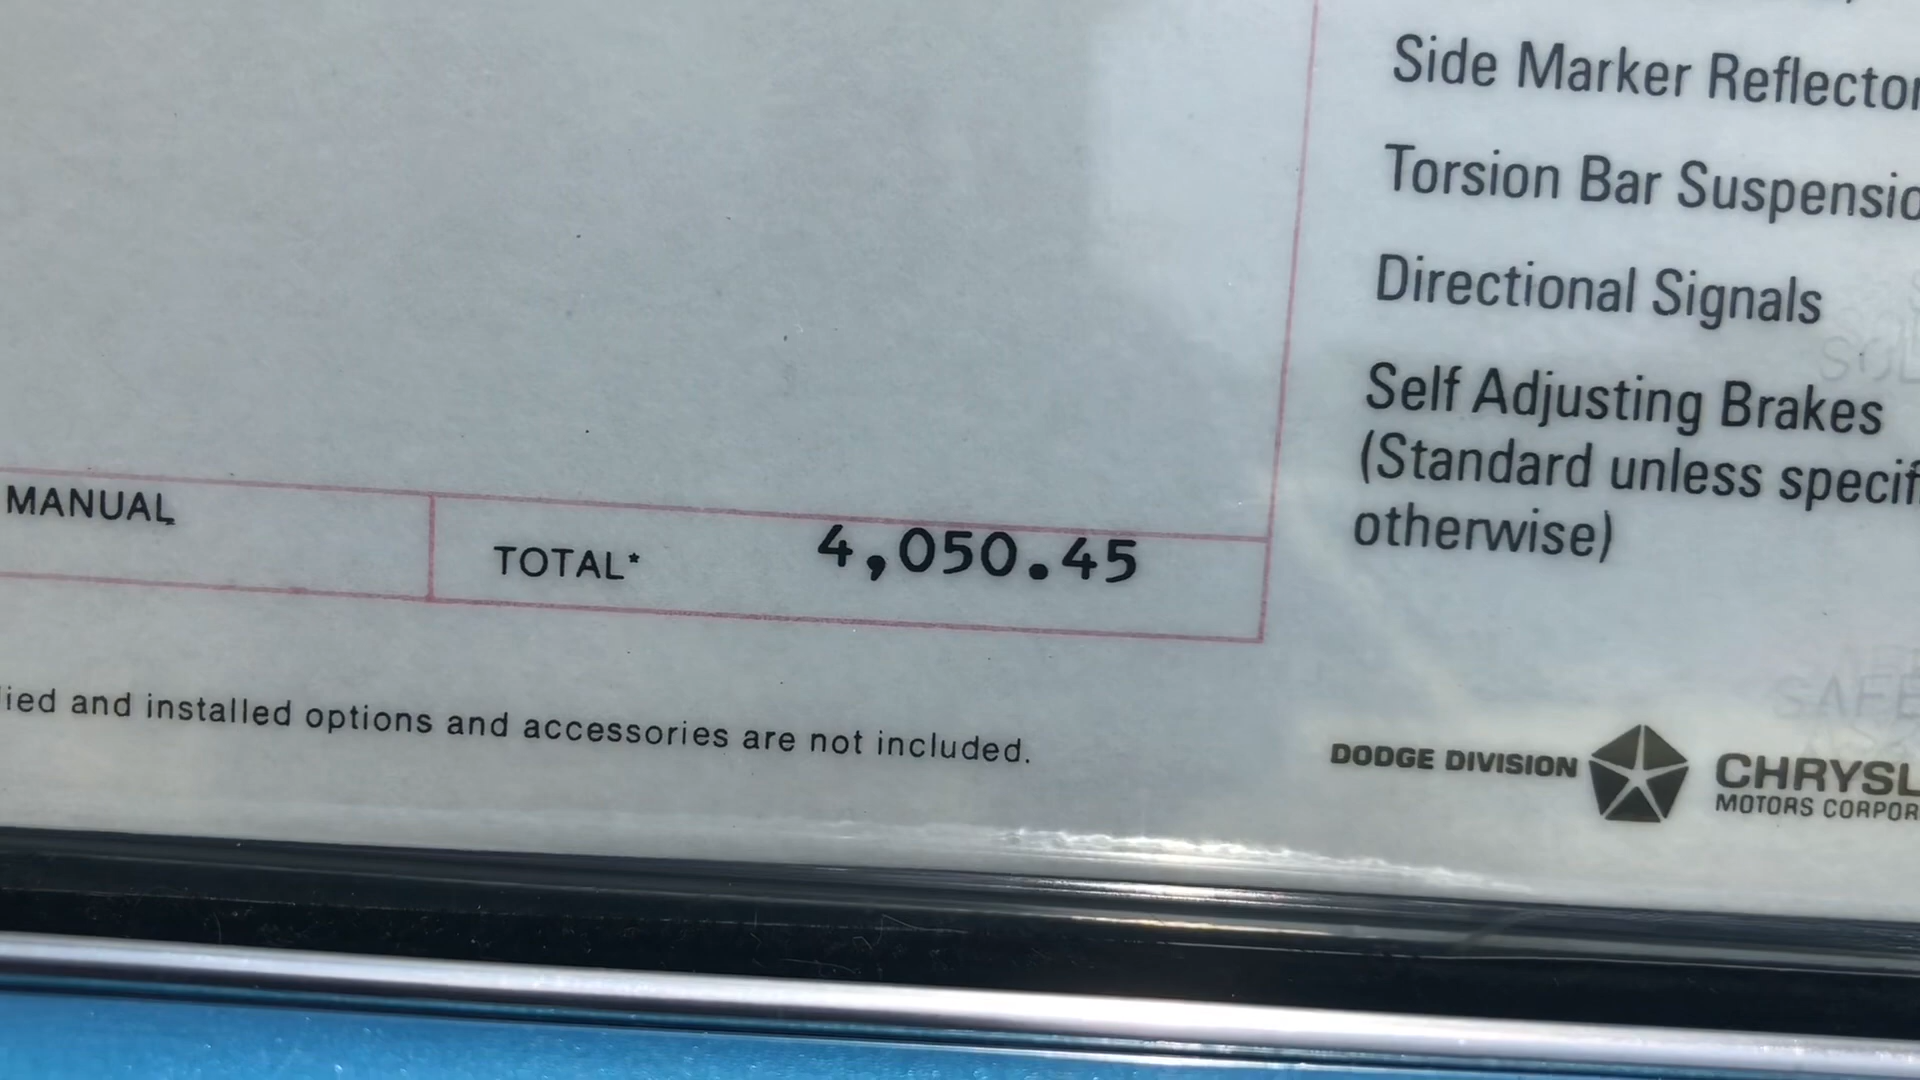 Side Marker Reflector
Torsion Bar Suspensio
Directional Signals
Self Adjusting Brakes
(Standard unless specif
otherwise)
MANUAL
TOTAL* 4,050.45
ied and installed options and accessories are not included.
DODGE DIVISION CHRYSL
MOTORS CORPOR